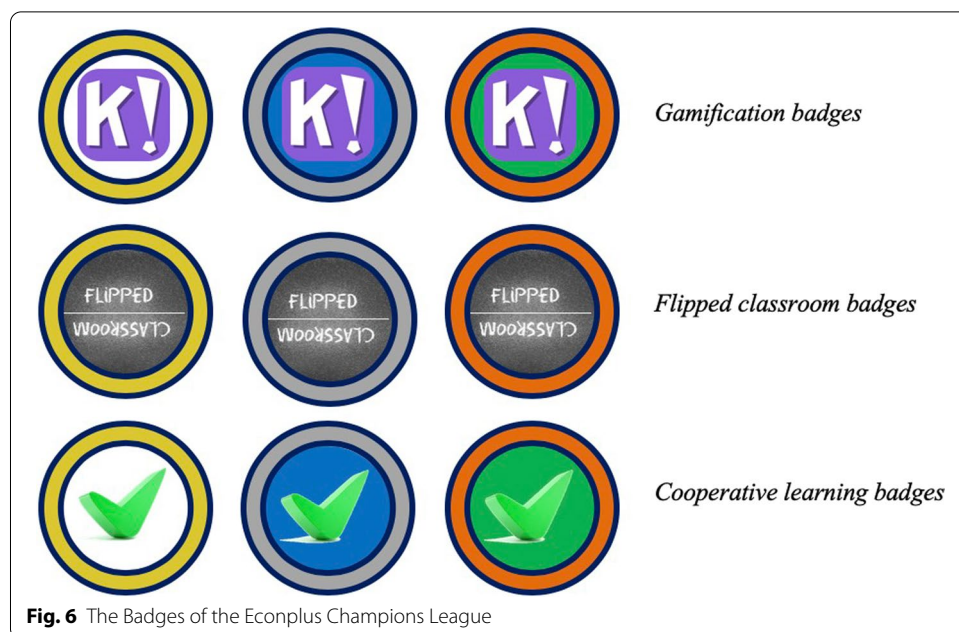 K! K! K! Gamification badges
FLIPPED FLIPPED FLIPPED
CLASSROOM CLASSROOM CLASSROOM
Flipped classroom badges
Cooperative learning badges
Fig. 6 The Badges of the Econplus Champions League